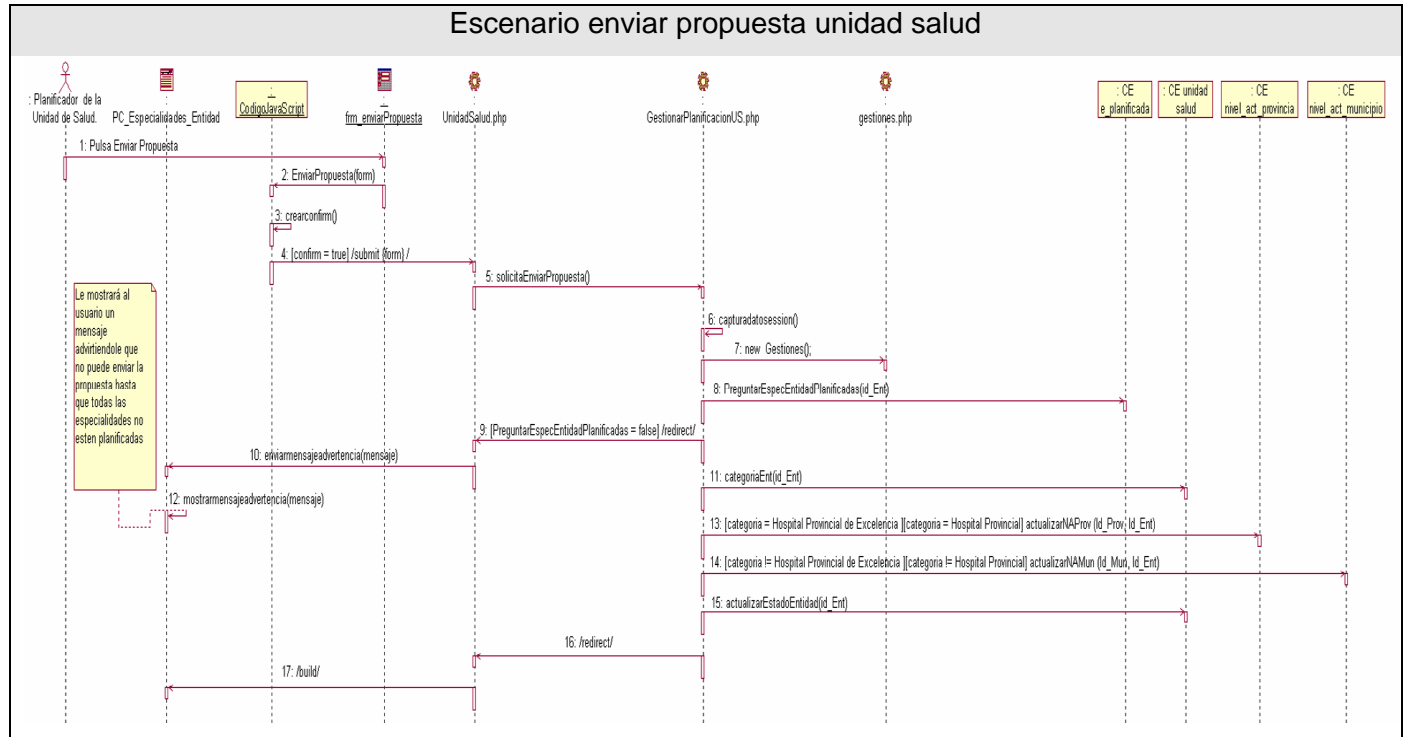 Escenario enviar propuesta unidad salud
: Planificador de la
Unidad de Salud.
PC_Especialidades_Entidad
:
CodigoJavaScript
:
frm_enviarPropuesta
UnidadSalud.php
GestionarPlanificacionUS.php
gestiones.php
: CE
e_planificada
: CE unidad
salud
: CE
nivel_act_provincia
: CE
nivel_act_municipio
1: Pulsa Enviar Propuesta
2: EnviarPropuesta(form)
3: crearconfirm()
4: [confirm = true] /submit {form} /
5: solicitaEnviarPropuesta()
Le mostrará al
usuario un
mensaje
advirtiendole que
no puede enviar la
propuesta hasta
que todas las
especialidades no
esten planificadas
6: capturadatosession()
7: new Gestiones();
8: PreguntarEspecEntidadPlanificadas(id_Ent)
9: [PreguntarEspecEntidadPlanificadas = false] /redirect/
10: enviarmensajeadvertencia(mensaje)
11: categoriaEnt(id_Ent)
12: mostrarmensajeadvertencia(mensaje)
13: [categoria = Hospital Provincial de Excelencia ][categoria = Hospital Provincial] actualizarNAProv (Id_Prov, Id_Ent)
14: [categoria != Hospital Provincial de Excelencia ][categoria != Hospital Provincial] actualizarNAMun (Id_Mun, Id_Ent)
15: actualizarEstadoEntidad(id_Ent)
16: /redirect/
17: /build/